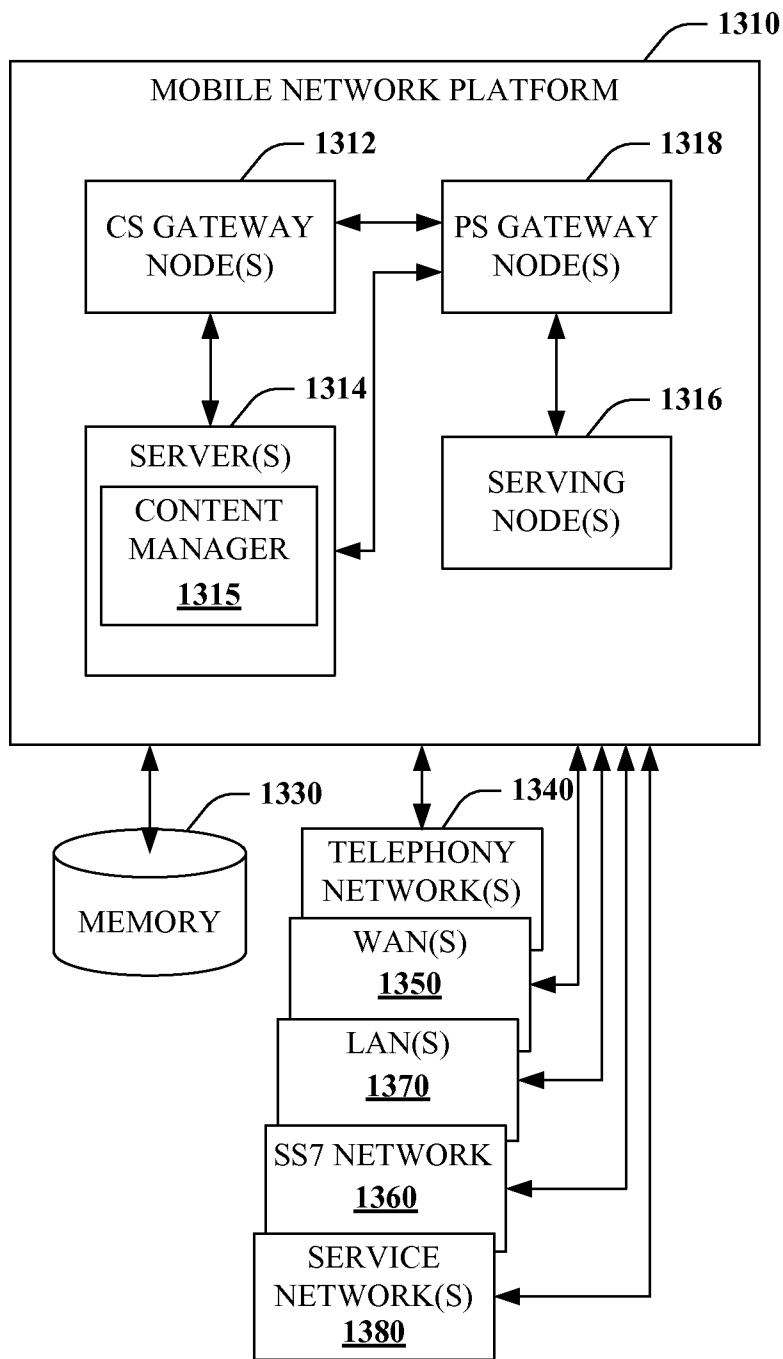 1310
MOBILE NETWORK PLATFORM
1312
1318
CS GATEWAY
NODE(S)
PS GATEWAY
NODE(S)
1314
1316
SERVER(S)
CONTENT
MANAGER
1315
SERVING
NODE(S)
1330
1340
MEMORY
TELEPHONY
NETWORK(S)
WAN(S)
1350
LAN(S)
1370
SS7 NETWORK
1360
SERVICE
NETWORK(S)
1380